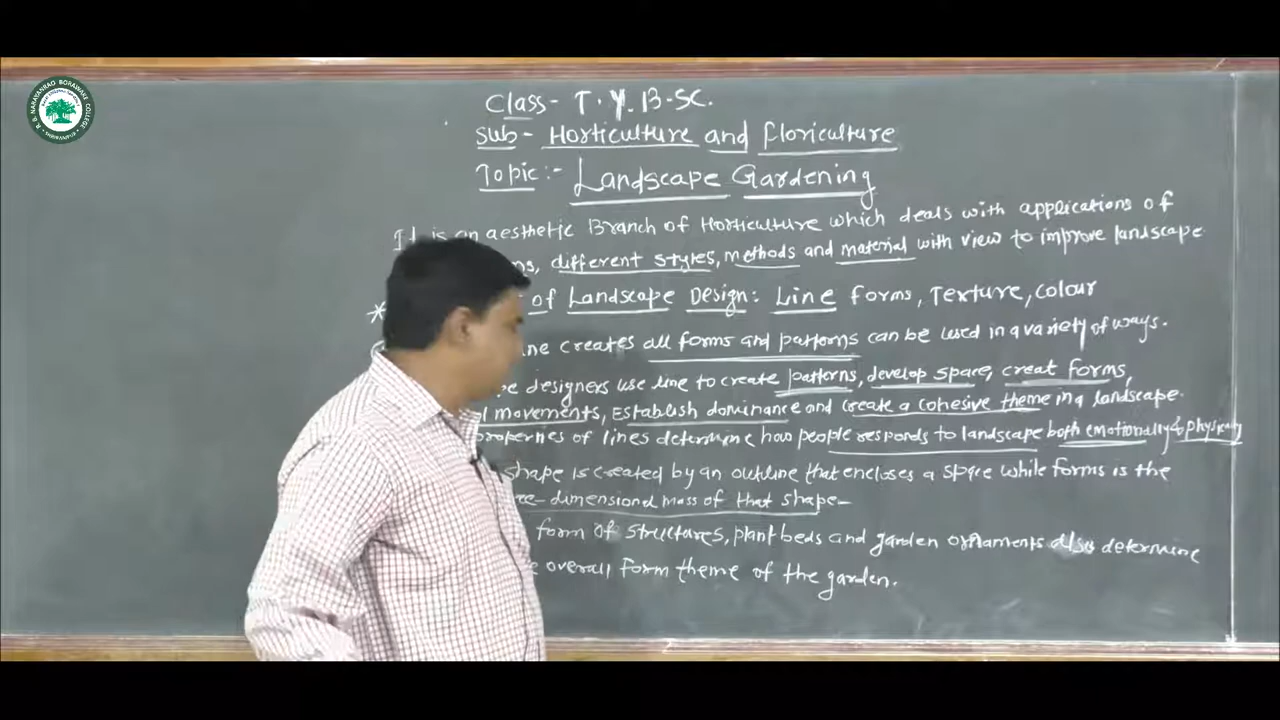 R. B. NARAYANRAO BORAWAKE COLLEGE
Class- T.Y.B-SC.
Sub- Horticulture and floriculture
Topic:- Landscape Gardening
It is an aesthetic Branch of Horticulture which deals with applications of
different styles, methods and material with view to improve landscape
* of Landscape Design: Line forms, Texture, colour
creates all forms and patterns can be used in a variety of ways.
designers use line to create patterns, develop space, creat forms,
movements, establish dominance and create a cohesive theme in a landscape.
properties of lines determine how people responds to landscape both emotionally & physically
shape is created by an outline that encloses a space while forms is the
dimensional mass of that shape-
form of structures, plant beds and garden ornaments also determine
overall form theme of the garden.